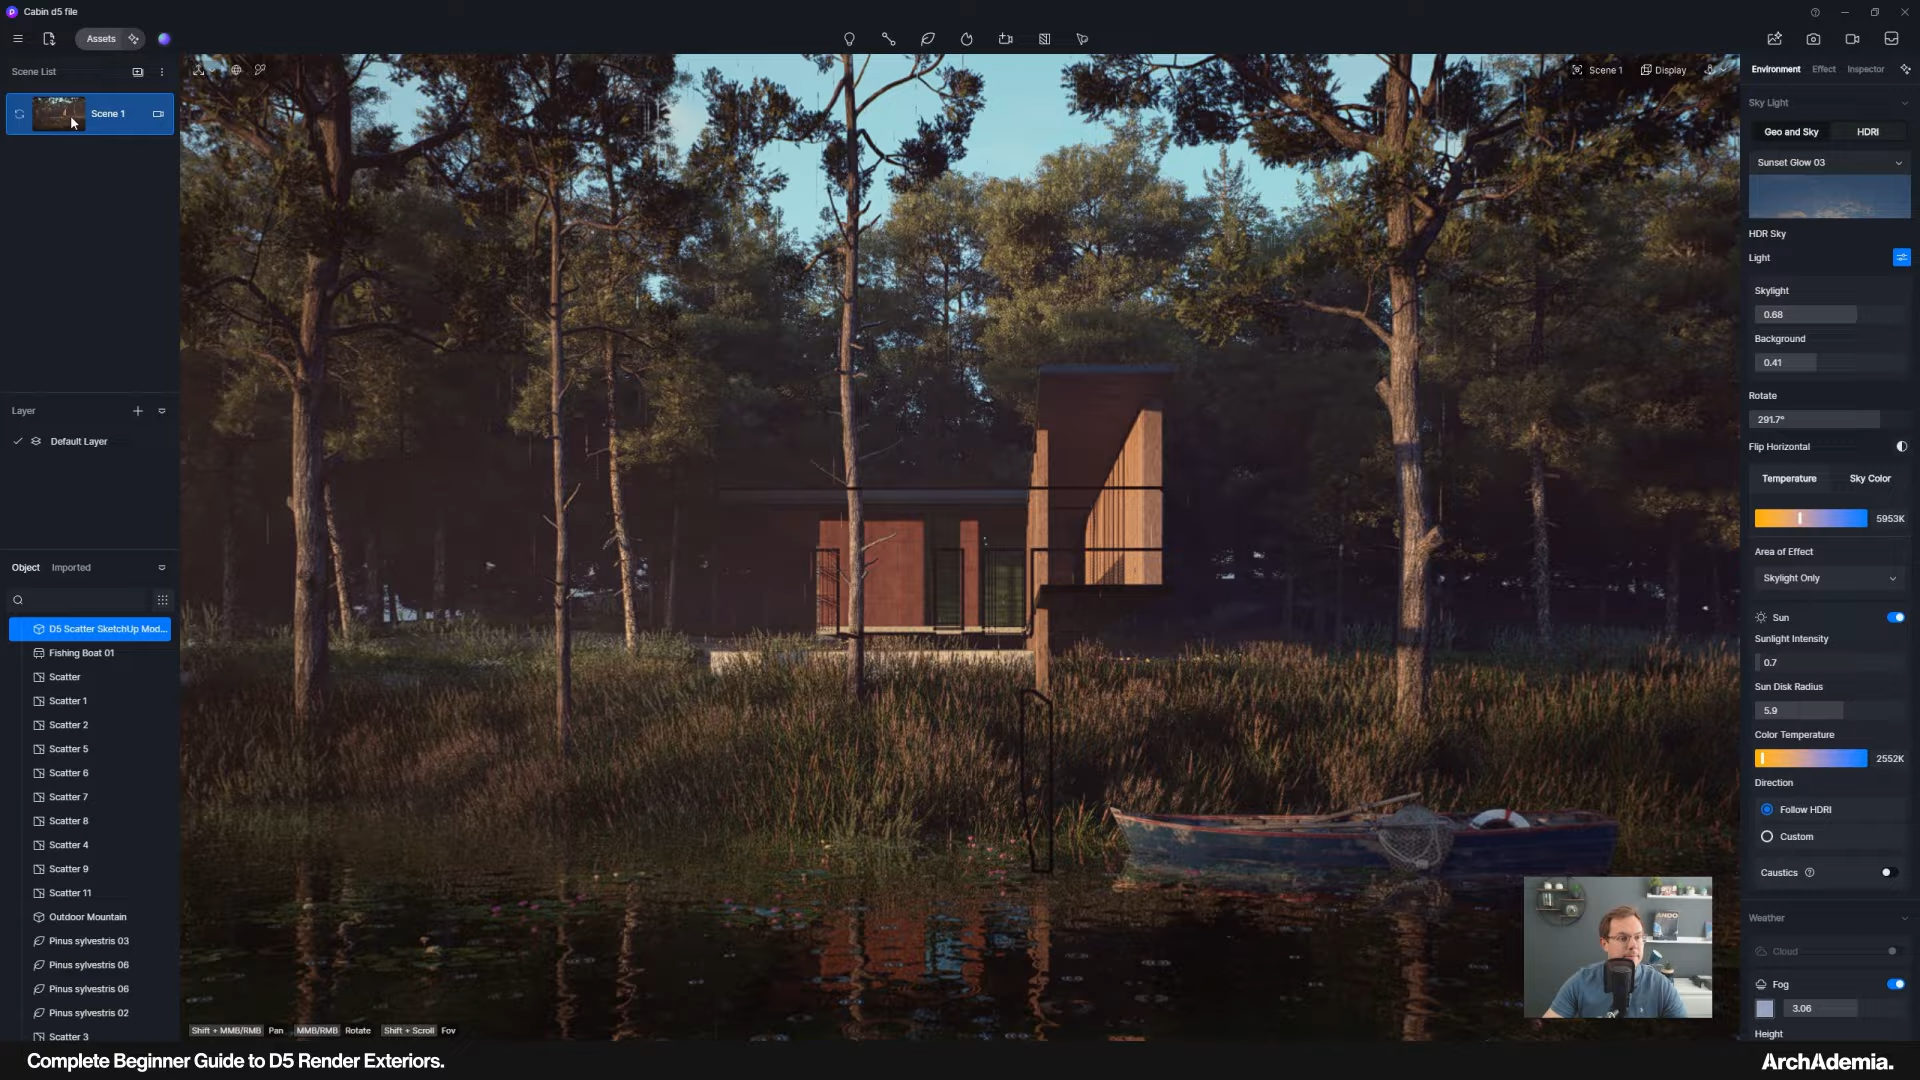 Cabin d5 file
Assets
Scene List
Scene 1
Layer
Default Layer
Object Imported
D5 Scatter SketchUp Mod...
Fishing Boat 01
Scatter
Scatter 1
Scatter 2
Scatter 5
Scatter 6
Scatter 7
Scatter 8
Scatter 4
Scatter 9
Scatter 11
Outdoor Mountain
Pinus sylvestris 03
Pinus sylvestris 06
Pinus sylvestris 06
Pinus sylvestris 02
Scatter 3
Scene 1 Display
Shift + MMB/RMB Pan MMB/RMB Rotate Shift + Scroll Fov
ANDO
Environment Effect Inspector
Sky Light
Geo and Sky HDRI
Sunset Glow 03
HDR Sky
Light
Skylight
0.68
Background
0.41
Rotate
291.7°
Flip Horizontal
Temperature Sky Color
5953K
Area of Effect
Skylight Only
Sun
Sunlight Intensity
0.7
Sun Disk Radius
5.9
Color Temperature
2552K
Direction
Follow HDRI
Custom
Caustics
Weather
Cloud
Fog
3.06
Height
Complete Beginner Guide to D5 Render Exteriors.
ArchAdemia.